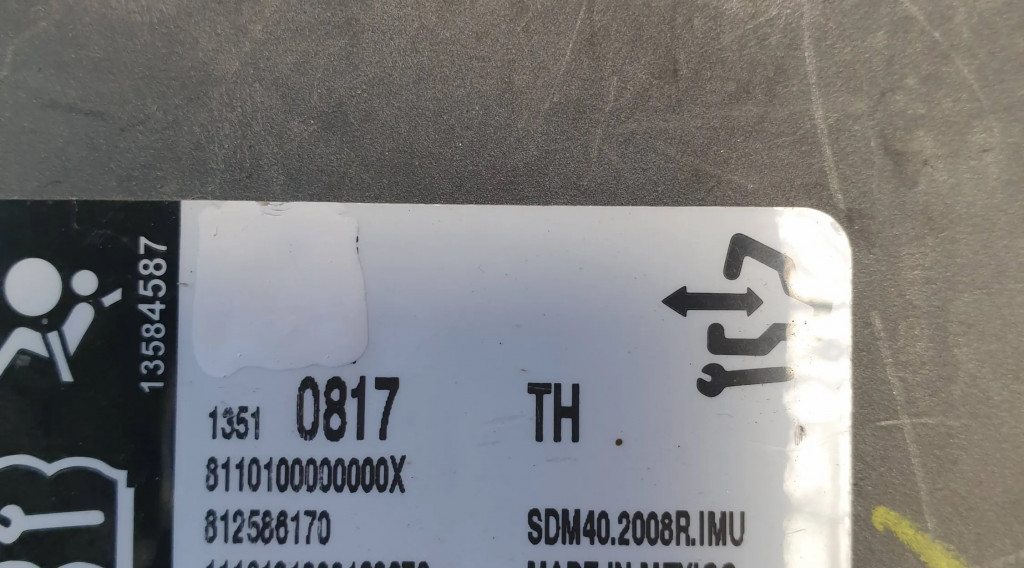 13584587
1351 0817 TH
8110100000000X
812586170
SDM40.2008R.IMU